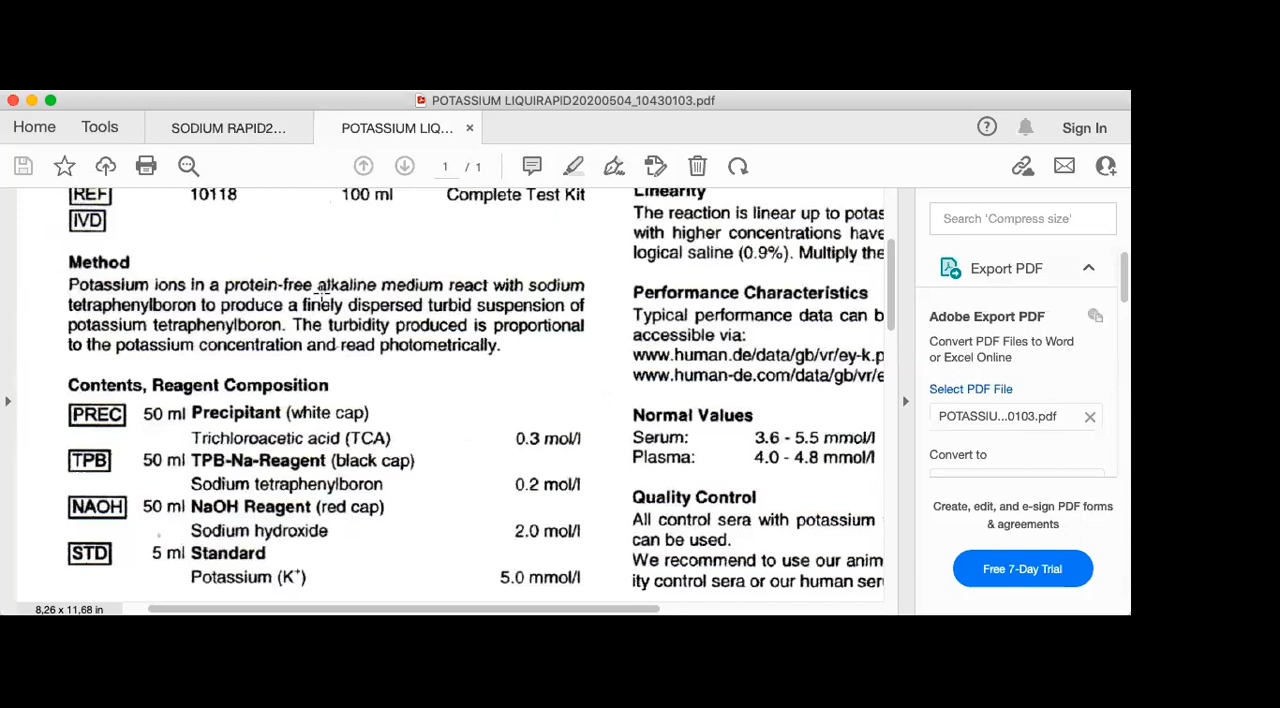 POTASSIUM LIQUIRAPID20200504_10430103.pdf
Home Tools SODIUM RAPID2... POTASSIUM LIQ... × Sign In
1 / 1
REF 10118 100 ml Complete Test Kit
IVD
Method
Potassium ions in a protein-free alkaline medium react with sodium
tetraphenylboron to produce a finely dispersed turbid suspension of
potassium tetraphenylboron. The turbidity produced is proportional
to the potassium concentration and read photometrically.
Contents, Reagent Composition
PREC 50 ml Precipitant (white cap)
Trichloroacetic acid (TCA) 0.3 mol/l
TPB 50 ml TPB-Na-Reagent (black cap)
Sodium tetraphenylboron 0.2 mol/l
NAOH 50 ml NaOH Reagent (red cap)
Sodium hydroxide 2.0 mol/l
STD 5 ml Standard
Potassium (K⁺) 5.0 mmol/l
8,26 x 11,68 in
Linearity
The reaction is linear up to potas
with higher concentrations have
logical saline (0.9%). Multiply the
Performance Characteristics
Typical performance data can b
accessible via:
www.human.de/data/gb/vr/ey-k.p
www.human-de.com/data/gb/vr/e
Normal Values
Serum: 3.6 - 5.5 mmol/l
Plasma: 4.0 - 4.8 mmol/l
Quality Control
All control sera with potassium
can be used.
We recommend to use our anim
ity control sera or our human ser
Search 'Compress size'
Export PDF
Adobe Export PDF
Convert PDF Files to Word
or Excel Online
Select PDF File
POTASSIU...0103.pdf
Convert to
Create, edit, and e-sign PDF forms
& agreements
Free 7-Day Trial